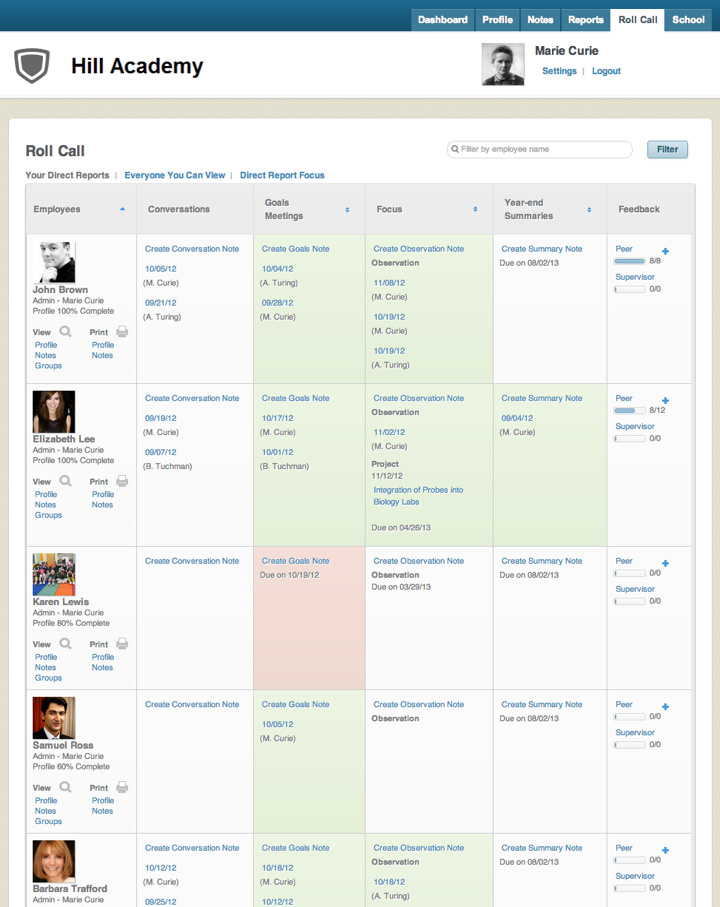 Dashboard Profile Notes Reports Roll Call School
Hill Academy
Marie Curie
Settings | Logout
Roll Call
Filter by employee name
Filter
Your Direct Reports | Everyone You Can View | Direct Report Focus
Employees Conversations Goals Meetings Focus Year-end Summaries Feedback
John Brown
Admin - Marie Curie
Profile 100% Complete
View Print
Profile Profile
Notes Notes
Groups
Create Conversation Note
10/05/12
(M. Curie)
09/21/12
(A. Turing)
Create Goals Note
10/04/12
(A. Turing)
09/28/12
(M. Curie)
Create Observation Note
Observation
11/08/12
(M. Curie)
10/19/12
(M. Curie)
10/19/12
(A. Turing)
Create Summary Note
Due on 08/02/13
Peer
8/8
Supervisor
0/0
Elizabeth Lee
Admin - Marie Curie
Profile 100% Complete
View Print
Profile Profile
Notes Notes
Groups
Create Conversation Note
09/19/12
(M. Curie)
09/07/12
(B. Tuchman)
Create Goals Note
10/17/12
(M. Curie)
10/01/12
(B. Tuchman)
Create Observation Note
Observation
11/02/12
(M. Curie)
Project
11/12/12
Integration of Probes into
Biology Labs
Due on 04/26/13
Create Summary Note
09/04/12
(M. Curie)
Peer
8/12
Supervisor
0/0
Karen Lewis
Admin - Marie Curie
Profile 80% Complete
View Print
Profile Profile
Notes Notes
Groups
Create Conversation Note
Create Goals Note
Due on 10/19/12
Create Observation Note
Observation
Due on 03/29/13
Create Summary Note
Due on 08/02/13
Peer
0/0
Supervisor
0/0
Samuel Ross
Admin - Marie Curie
Profile 60% Complete
View Print
Profile Profile
Notes Notes
Groups
Create Conversation Note
Create Goals Note
10/05/12
(M. Curie)
Create Observation Note
Observation
Create Summary Note
Due on 08/02/13
Peer
0/0
Supervisor
0/0
Barbara Trafford
Admin - Marie Curie
Create Conversation Note
10/12/12
(M. Curie)
09/25/12
Create Goals Note
10/18/12
(M. Curie)
10/12/12
Create Observation Note
Observation
10/18/12
(A. Turing)
Create Summary Note
Due on 08/02/13
Peer
0/0
Supervisor
0/0